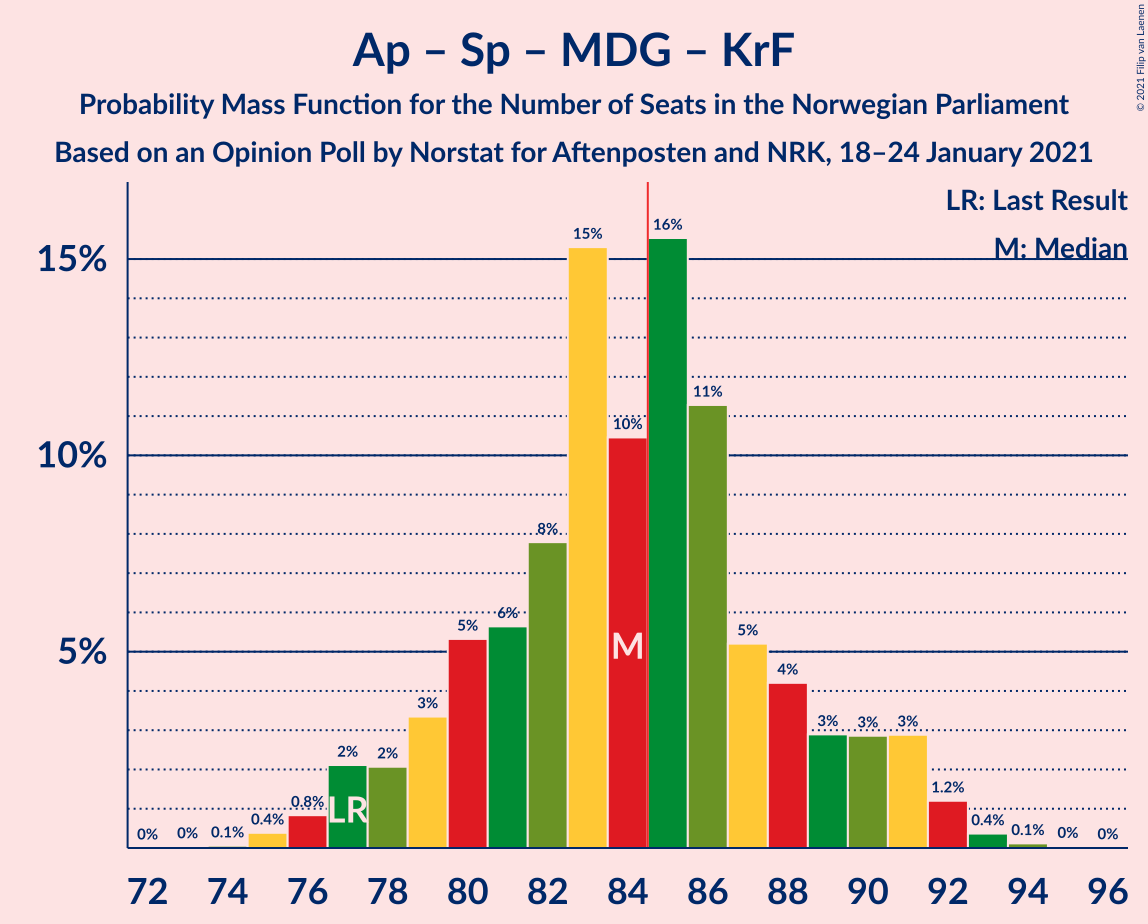 Ap – Sp – MDG – KrF
Probability Mass Function for the Number of Seats in the Norwegian Parliament
Based on an Opinion Poll by Norstat for Aftenposten and NRK, 18–24 January 2021
© 2021 Filip van Laenen
LR: Last Result
M: Median
15%
10%
5%
0% 0% 0.1% 0.4% 0.8% 2% 2% 3% 5% 6% 8% 15% 10% 16% 11% 5% 4% 3% 3% 3% 1.2% 0.4% 0.1% 0% 0%
LR
M
72 74 76 78 80 82 84 86 88 90 92 94 96